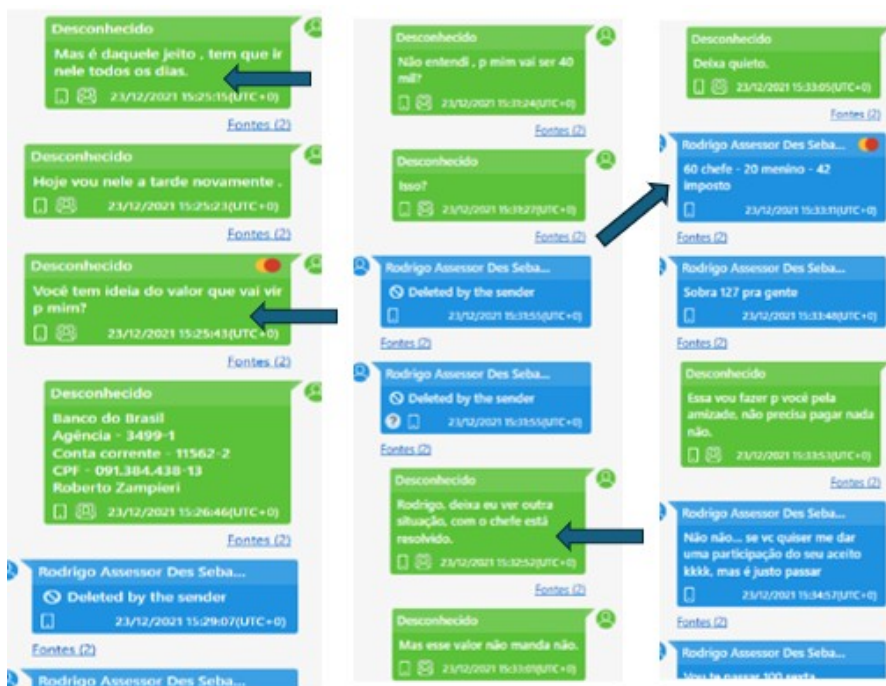 Desconhecido
Mas é daquele jeito , tem que ir
nele todos os dias.
23/12/2021 15:25:15(UTC+0)
Fontes (2)
Desconhecido
Hoje vou nele a tarde novamente .
23/12/2021 15:25:23(UTC+0)
Fontes (2)
Desconhecido
Você tem ideia do valor que vai vir
p mim?
23/12/2021 15:25:43(UTC+0)
Fontes (2)
Desconhecido
Banco do Brasil
Agência - 3499-1
Conta corrente - 11562-2
CPF - 091.384.438-13
Roberto Zampieri
23/12/2021 15:26:46(UTC+0)
Fontes (2)
Rodrigo Assessor Des Seba...
Deleted by the sender
23/12/2021 15:29:07(UTC+0)
Fontes (2)
Rodrigo Assessor Des Seba...
Desconhecido
Não entendi , p mim vai ser 40
mil?
23/12/2021 15:31:24(UTC+0)
Fontes (2)
Desconhecido
Isso?
23/12/2021 15:31:27(UTC+0)
Fontes (2)
Rodrigo Assessor Des Seba...
Deleted by the sender
23/12/2021 15:31:55(UTC+0)
Fontes (2)
Rodrigo Assessor Des Seba...
Deleted by the sender
23/12/2021 15:31:55(UTC+0)
Fontes (2)
Desconhecido
Rodrigo, deixa eu ver outra
situação, com o chefe está
resolvido.
23/12/2021 15:32:52(UTC+0)
Fontes (2)
Desconhecido
Mas esse valor não manda não.
23/12/2021 15:33:01(UTC+0)
Desconhecido
Deixa quieto.
23/12/2021 15:33:05(UTC+0)
Fontes (2)
Rodrigo Assessor Des Seba...
60 chefe - 20 menino - 42
imposto
23/12/2021 15:33:11(UTC+0)
Fontes (2)
Rodrigo Assessor Des Seba...
Sobra 127 pra gente
23/12/2021 15:33:48(UTC+0)
Fontes (2)
Desconhecido
Essa vou fazer p você pela
amizade, não precisa pagar nada
não.
23/12/2021 15:33:53(UTC+0)
Fontes (2)
Rodrigo Assessor Des Seba...
Não não... se vc quiser me dar
uma participação do seu aceito
kkkk, mas é justo passar
23/12/2021 15:34:57(UTC+0)
Fontes (2)
Rodrigo Assessor Des Seba...
Vou te passar 100 sexta